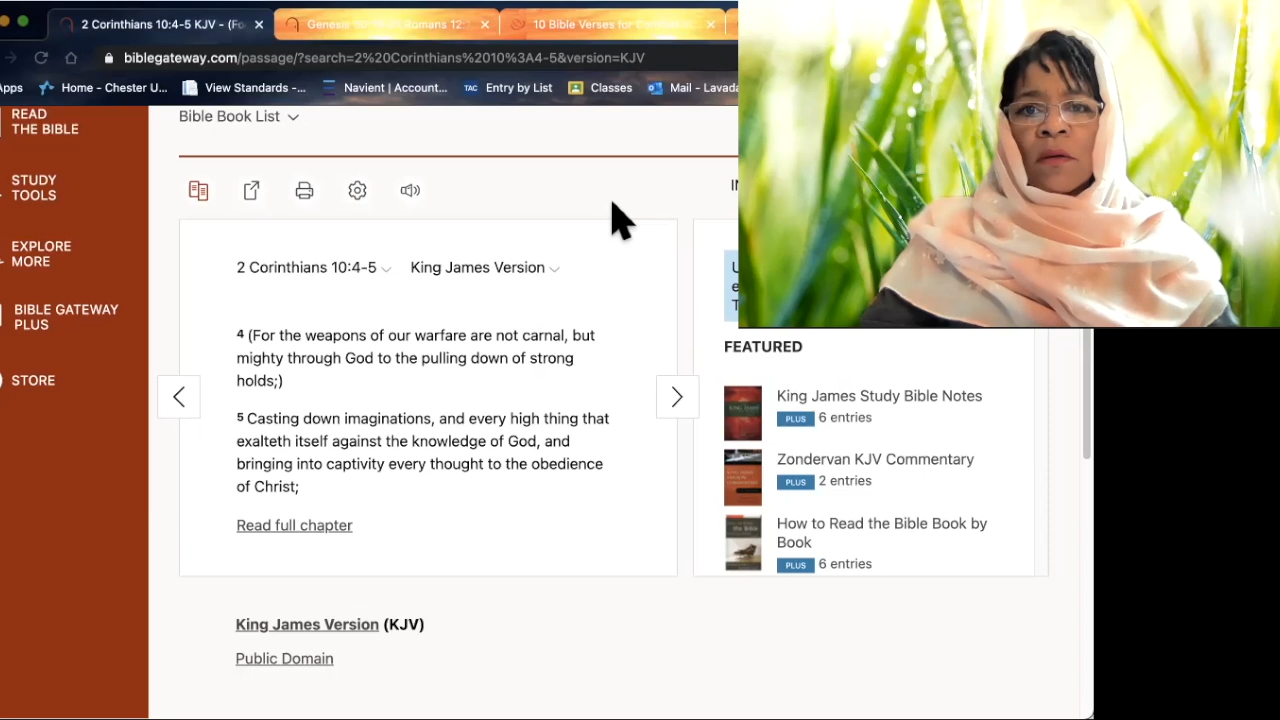 2 Corinthians 10:4-5 KJV - (Fo
Genesis
Romans 12:
10 Bible Verses for
biblegateway.com/passage/?search=2%20Corinthians%2010%3A4-5&version=KJV
Apps
Home - Chester U...
View Standards -...
Navient | Account...
TAC Entry by List
Classes
Mail - Lavada
READ
THE BIBLE
STUDY
TOOLS
EXPLORE
MORE
BIBLE GATEWAY
PLUS
STORE
Bible Book List
2 Corinthians 10:4-5
King James Version
4 (For the weapons of our warfare are not carnal, but
mighty through God to the pulling down of strong
holds;)
5 Casting down imaginations, and every high thing that
exalteth itself against the knowledge of God, and
bringing into captivity every thought to the obedience
of Christ;
Read full chapter
King James Version (KJV)
Public Domain
FEATURED
King James Study Bible Notes
PLUS 6 entries
Zondervan KJV Commentary
PLUS 2 entries
How to Read the Bible Book by
Book
PLUS 6 entries